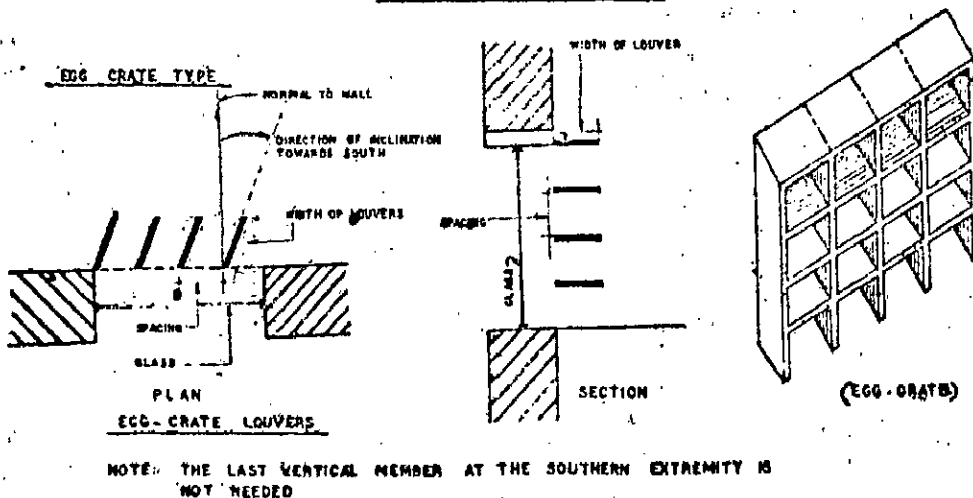 EGG CRATE TYPE
NORMAL TO WALL
DIRECTION OF INCLINATION
TOWARDS SOUTH
WIDTH OF LOUVERS
SPACING
GLASS
PLAN
EGG-CRATE LOUVERS
WIDTH OF LOUVER
SPACING
GLASS
SECTION
(EGG-CRATE)
NOTE: THE LAST VERTICAL MEMBER AT THE SOUTHERN EXTREMITY IS
NOT NEEDED